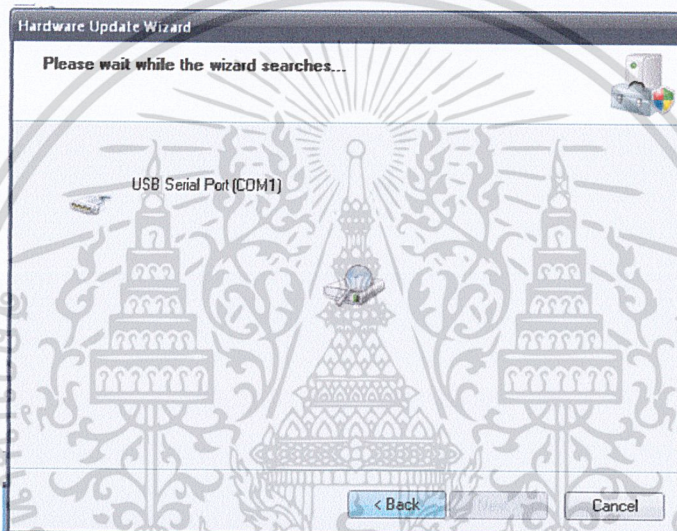 Hardware Update Wizard
Please wait while the wizard searches...
USB Serial Port (COM1)
< Back
Cancel